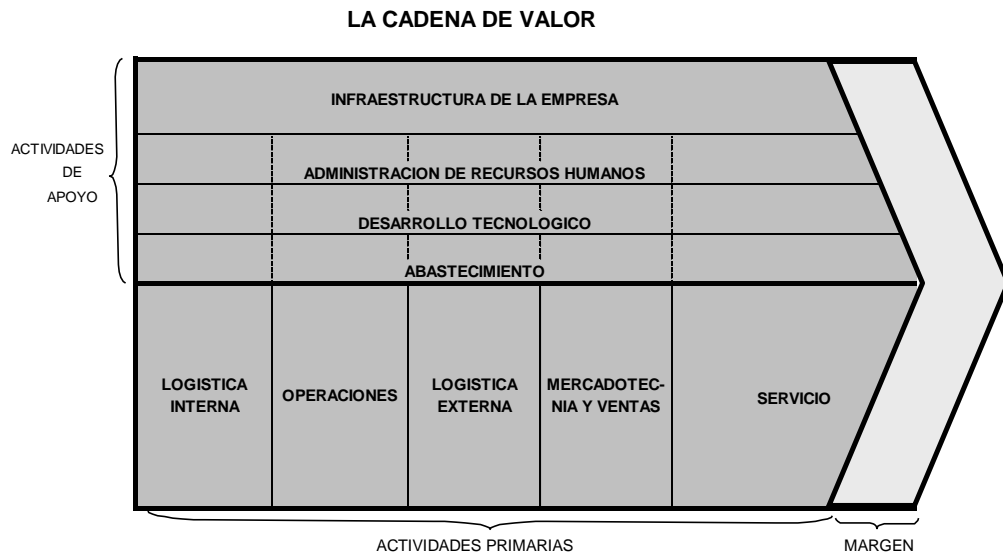 LA CADENA DE VALOR
INFRAESTRUCTURA DE LA EMPRESA
ACTIVIDADES
DE
APOYO
ADMINISTRACION DE RECURSOS HUMANOS
DESARROLLO TECNOLOGICO
ABASTECIMIENTO
LOGISTICA
INTERNA
OPERACIONES
LOGISTICA
EXTERNA
MERCADOTEC-
NIA Y VENTAS
SERVICIO
ACTIVIDADES PRIMARIAS
MARGEN